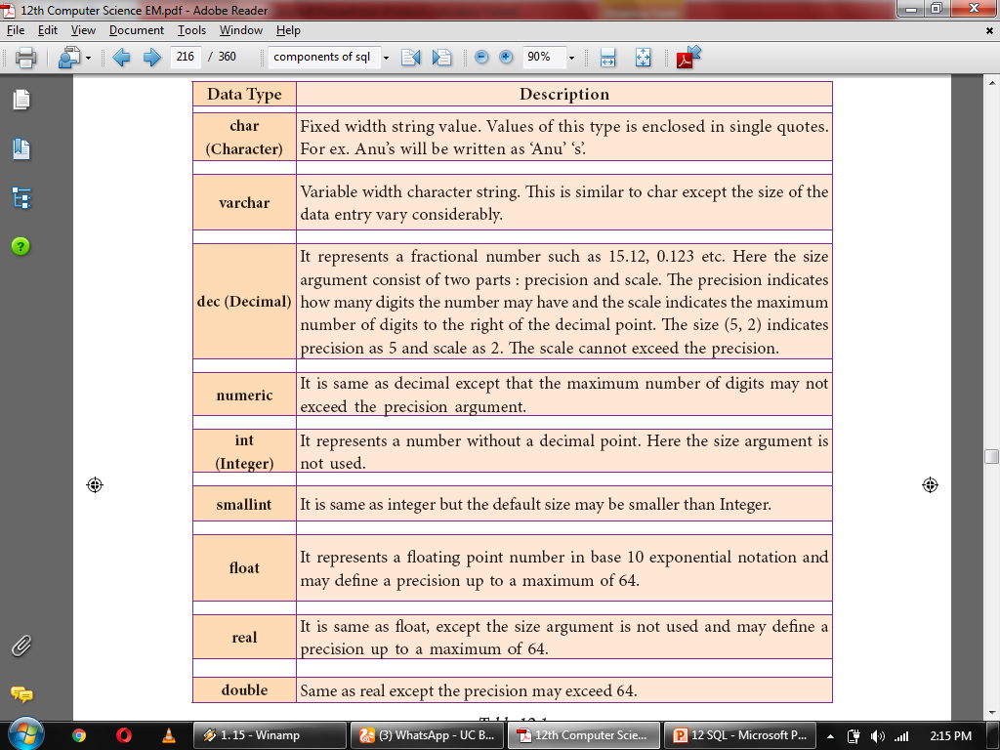 12th Computer Science EM.pdf - Adobe Reader
File Edit View Document Tools Window Help
216 / 360 components of sql 90%
Data Type Description
char
(Character)
Fixed width string value. Values of this type is enclosed in single quotes.
For ex. Anu’s will be written as ‘Anu’ ‘s’.
varchar
Variable width character string. This is similar to char except the size of the
data entry vary considerably.
dec (Decimal)
It represents a fractional number such as 15.12, 0.123 etc. Here the size
argument consist of two parts : precision and scale. The precision indicates
how many digits the number may have and the scale indicates the maximum
number of digits to the right of the decimal point. The size (5, 2) indicates
precision as 5 and scale as 2. The scale cannot exceed the precision.
numeric
It is same as decimal except that the maximum number of digits may not
exceed the precision argument.
int
(Integer)
It represents a number without a decimal point. Here the size argument is
not used.
smallint
It is same as integer but the default size may be smaller than Integer.
float
It represents a floating point number in base 10 exponential notation and
may define a precision up to a maximum of 64.
real
It is same as float, except the size argument is not used and may define a
precision up to a maximum of 64.
double
Same as real except the precision may exceed 64.
1. 15 - Winamp (3) WhatsApp - UC B... 12th Computer Scie... 12 SQL - Microsoft P... 2:15 PM